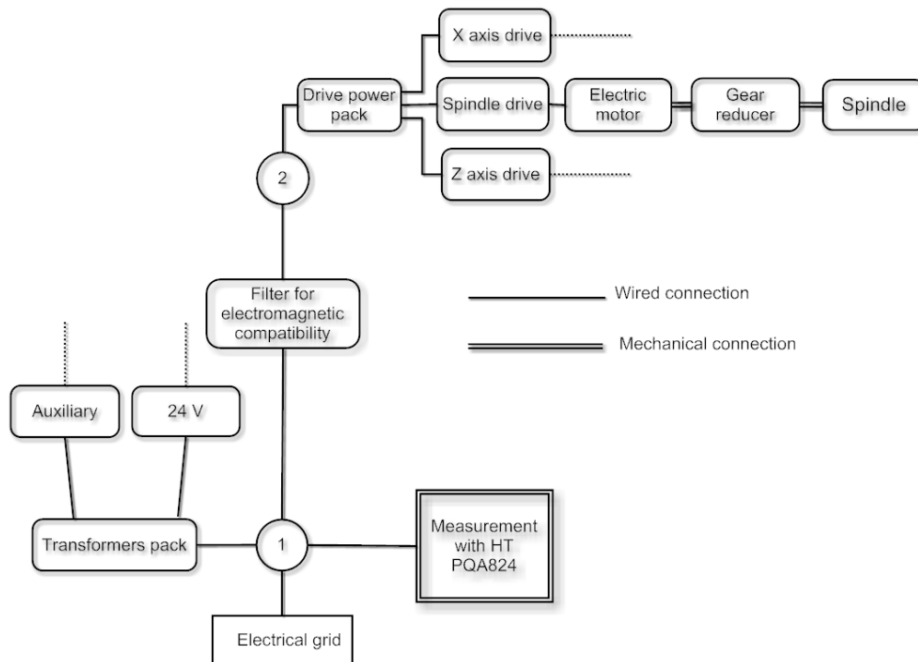 X axis drive
Drive power
pack
Spindle drive
Electric
motor
Gear
reducer
Spindle
2
Z axis drive
Filter for
electromagnetic
compatibility
Wired connection
Mechanical connection
Auxiliary
24 V
Transformers pack
1
Measurement
with HT
PQA824
Electrical grid